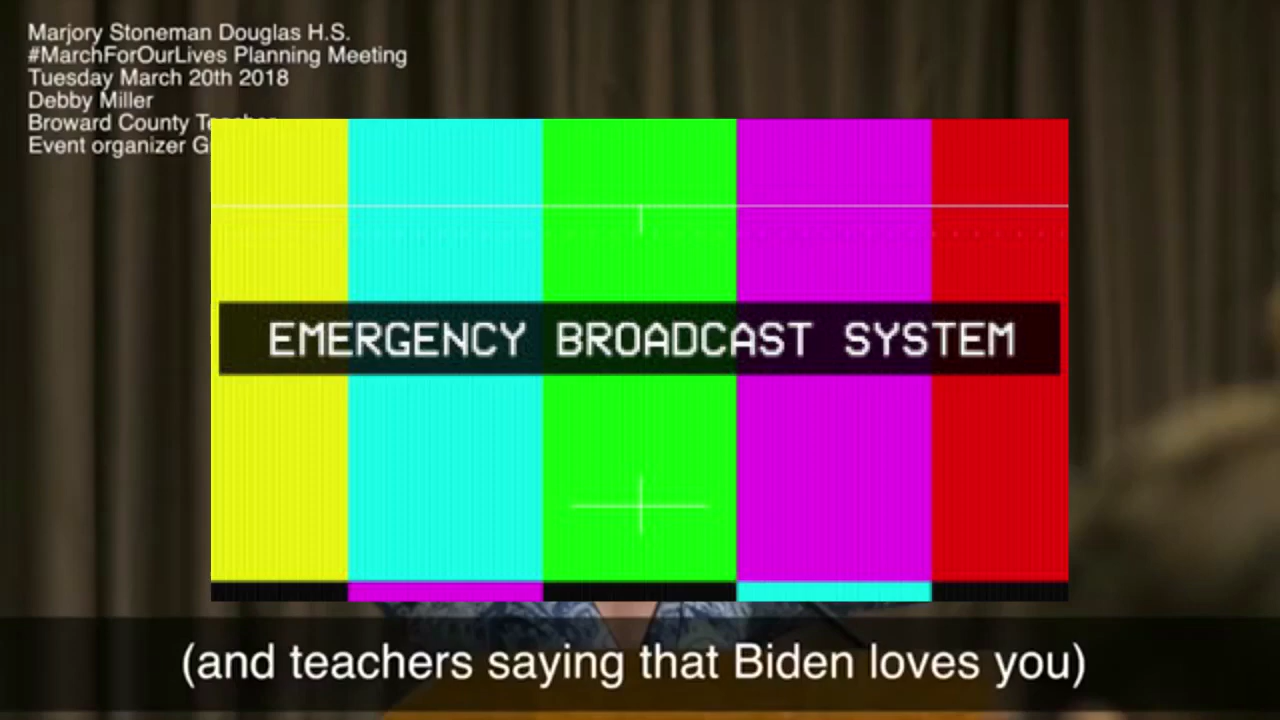 Marjory Stoneman Douglas H.S.
#MarchForOurLives Planning Meeting
Tuesday March 20th 2018
Debby Miller
Broward County
Event organizer
EMERGENCY BROADCAST SYSTEM
(and teachers saying that Biden loves you)